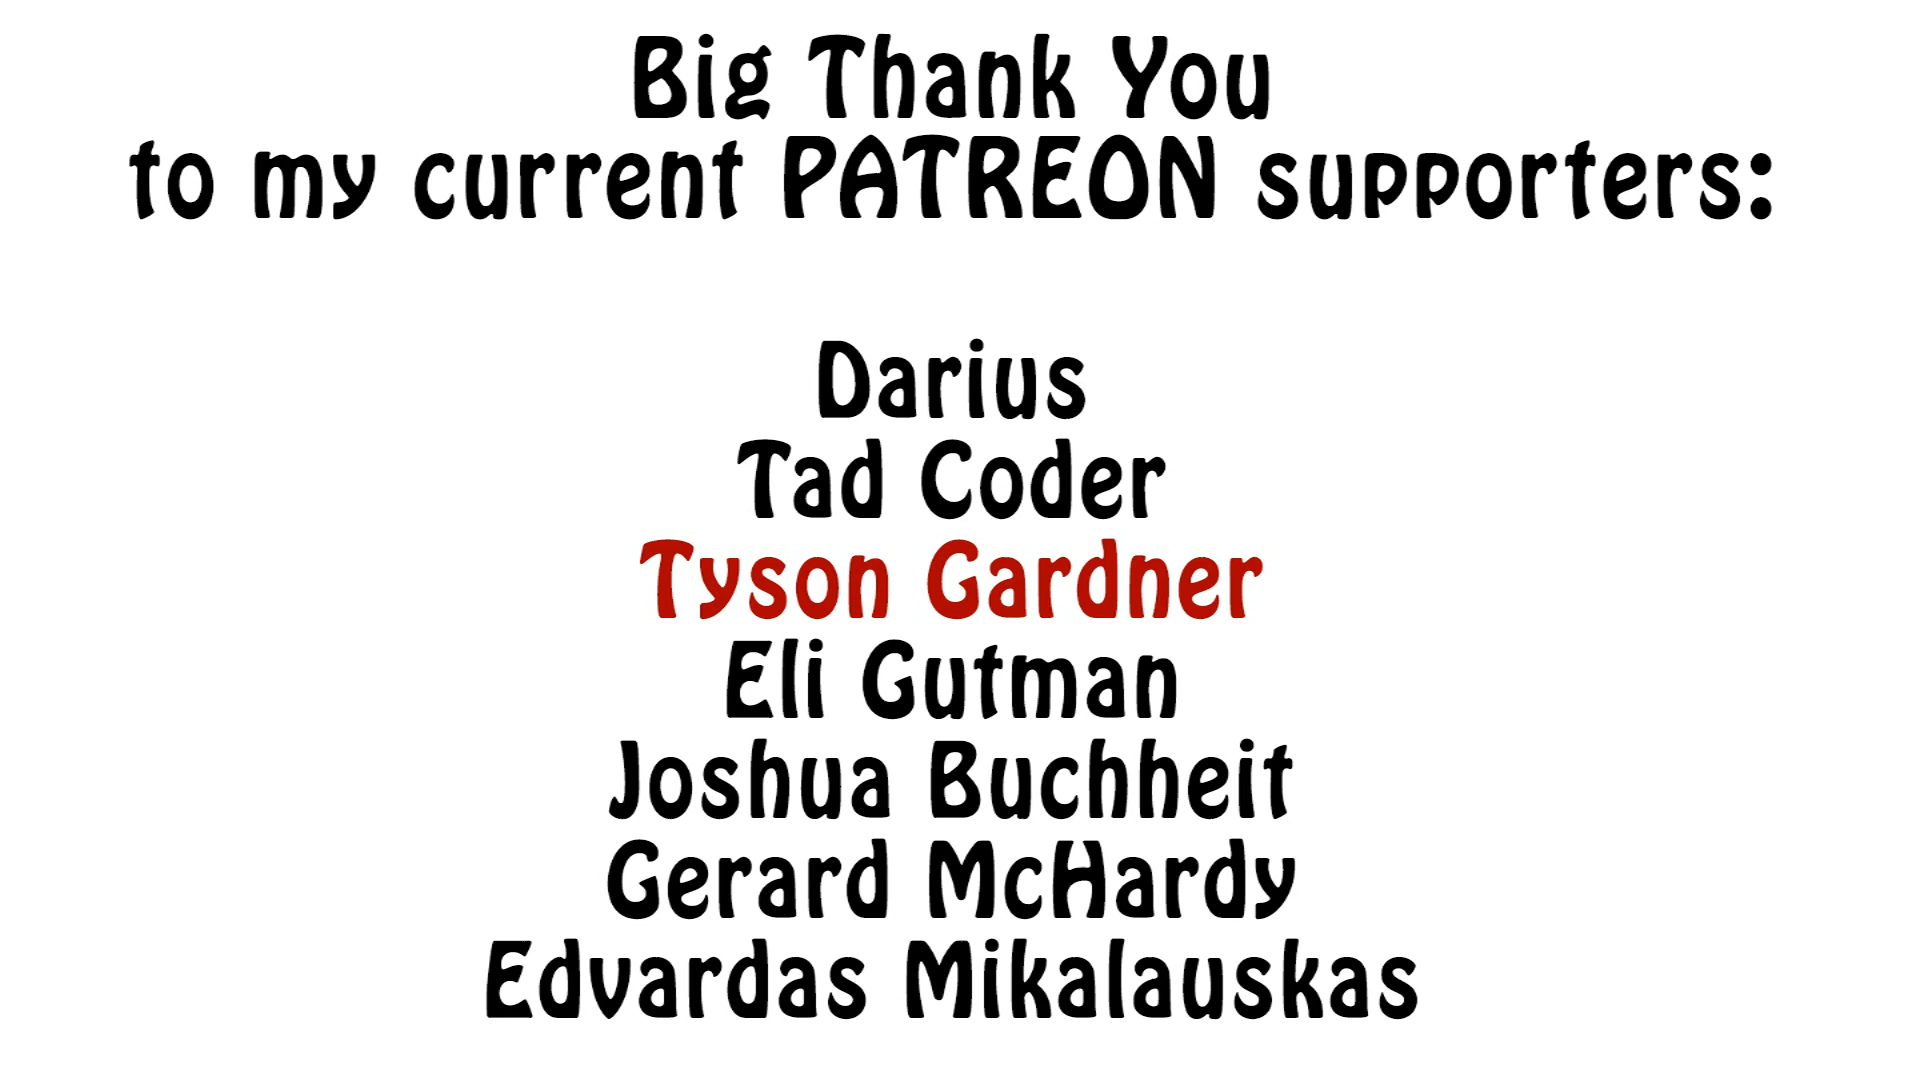 Big Thank You
to my current PATREON supporters:
Darius
Tad Coder
Tyson Gardner
Eli Gutman
Joshua Buchheit
Gerard McHardy
Edvardas Mikalauskas